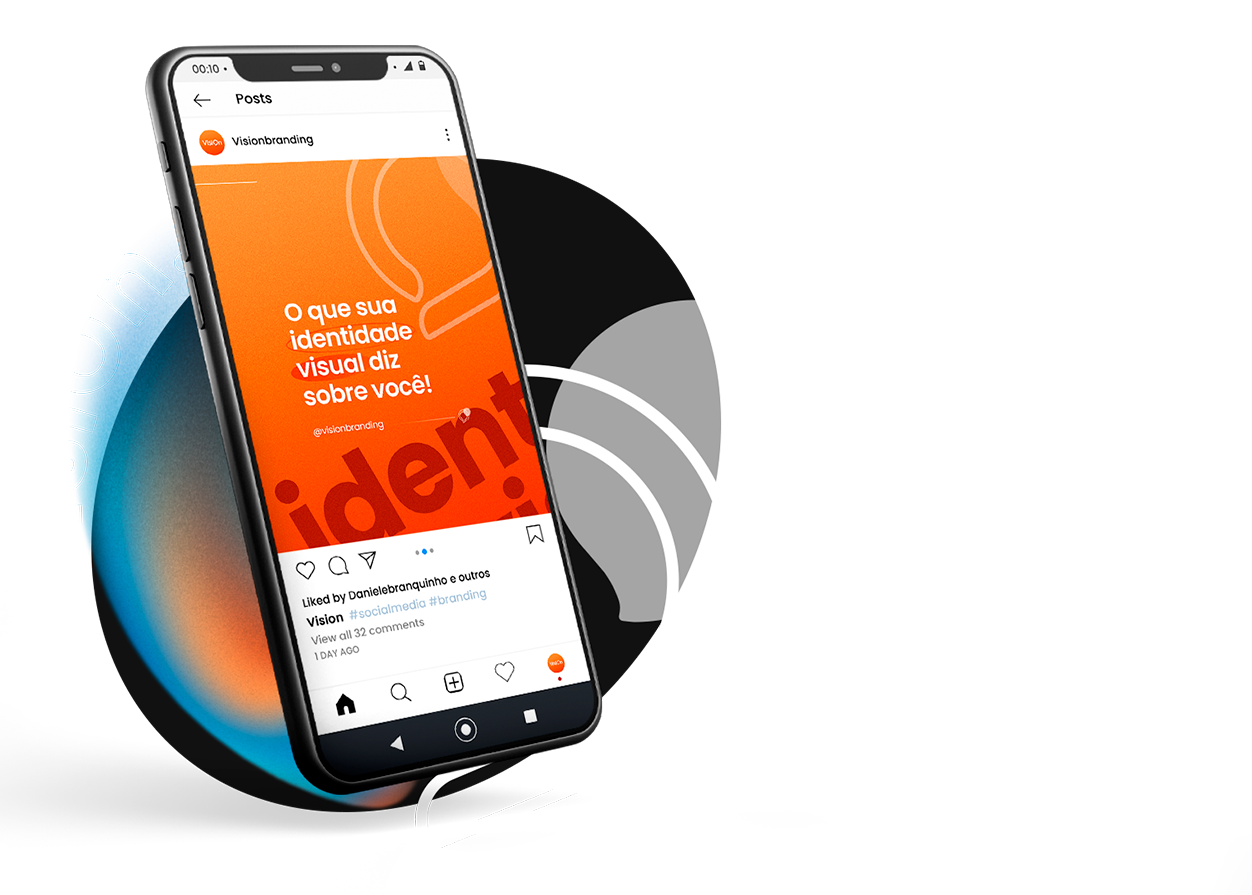 00:10
Posts
VisiOn
Visionbranding
O que sua
identidade
visual diz
sobre você!
@visionbranding
ident
Liked by Danielebranquinho e outros
Vision #socialmedia #branding
View all 32 comments
1 DAY AGO
VisiOn